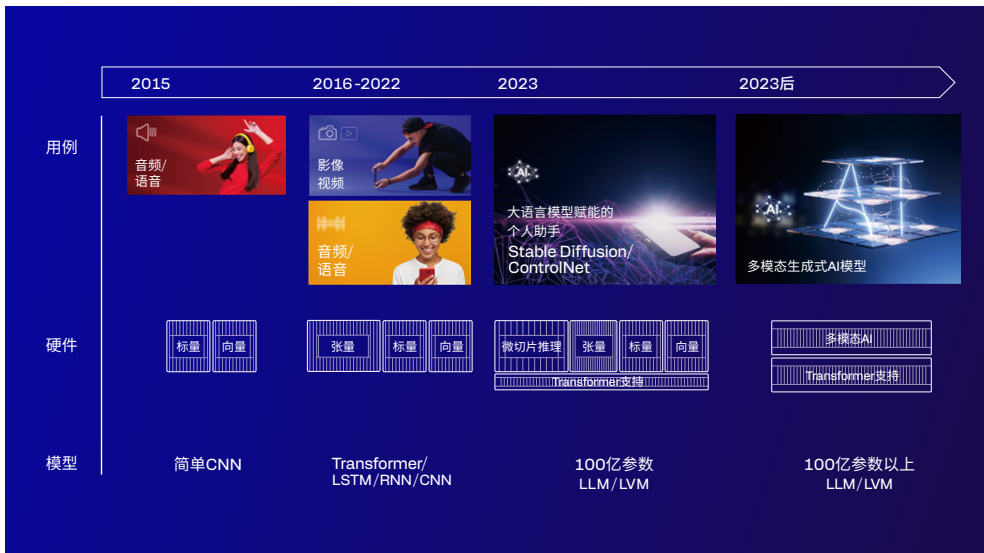 2015
2016-2022
2023
2023后
用例
音频/
语音
影像
视频
音频/
语音
AI
大语言模型赋能的
个人助手
Stable Diffusion/
ControlNet
AI
多模态生成式AI模型
硬件
标量
向量
张量
标量
向量
微切片推理
张量
标量
向量
Transformer支持
多模态AI
Transformer支持
模型
简单CNN
Transformer/
LSTM/RNN/CNN
100亿参数
LLM/LVM
100亿参数以上
LLM/LVM